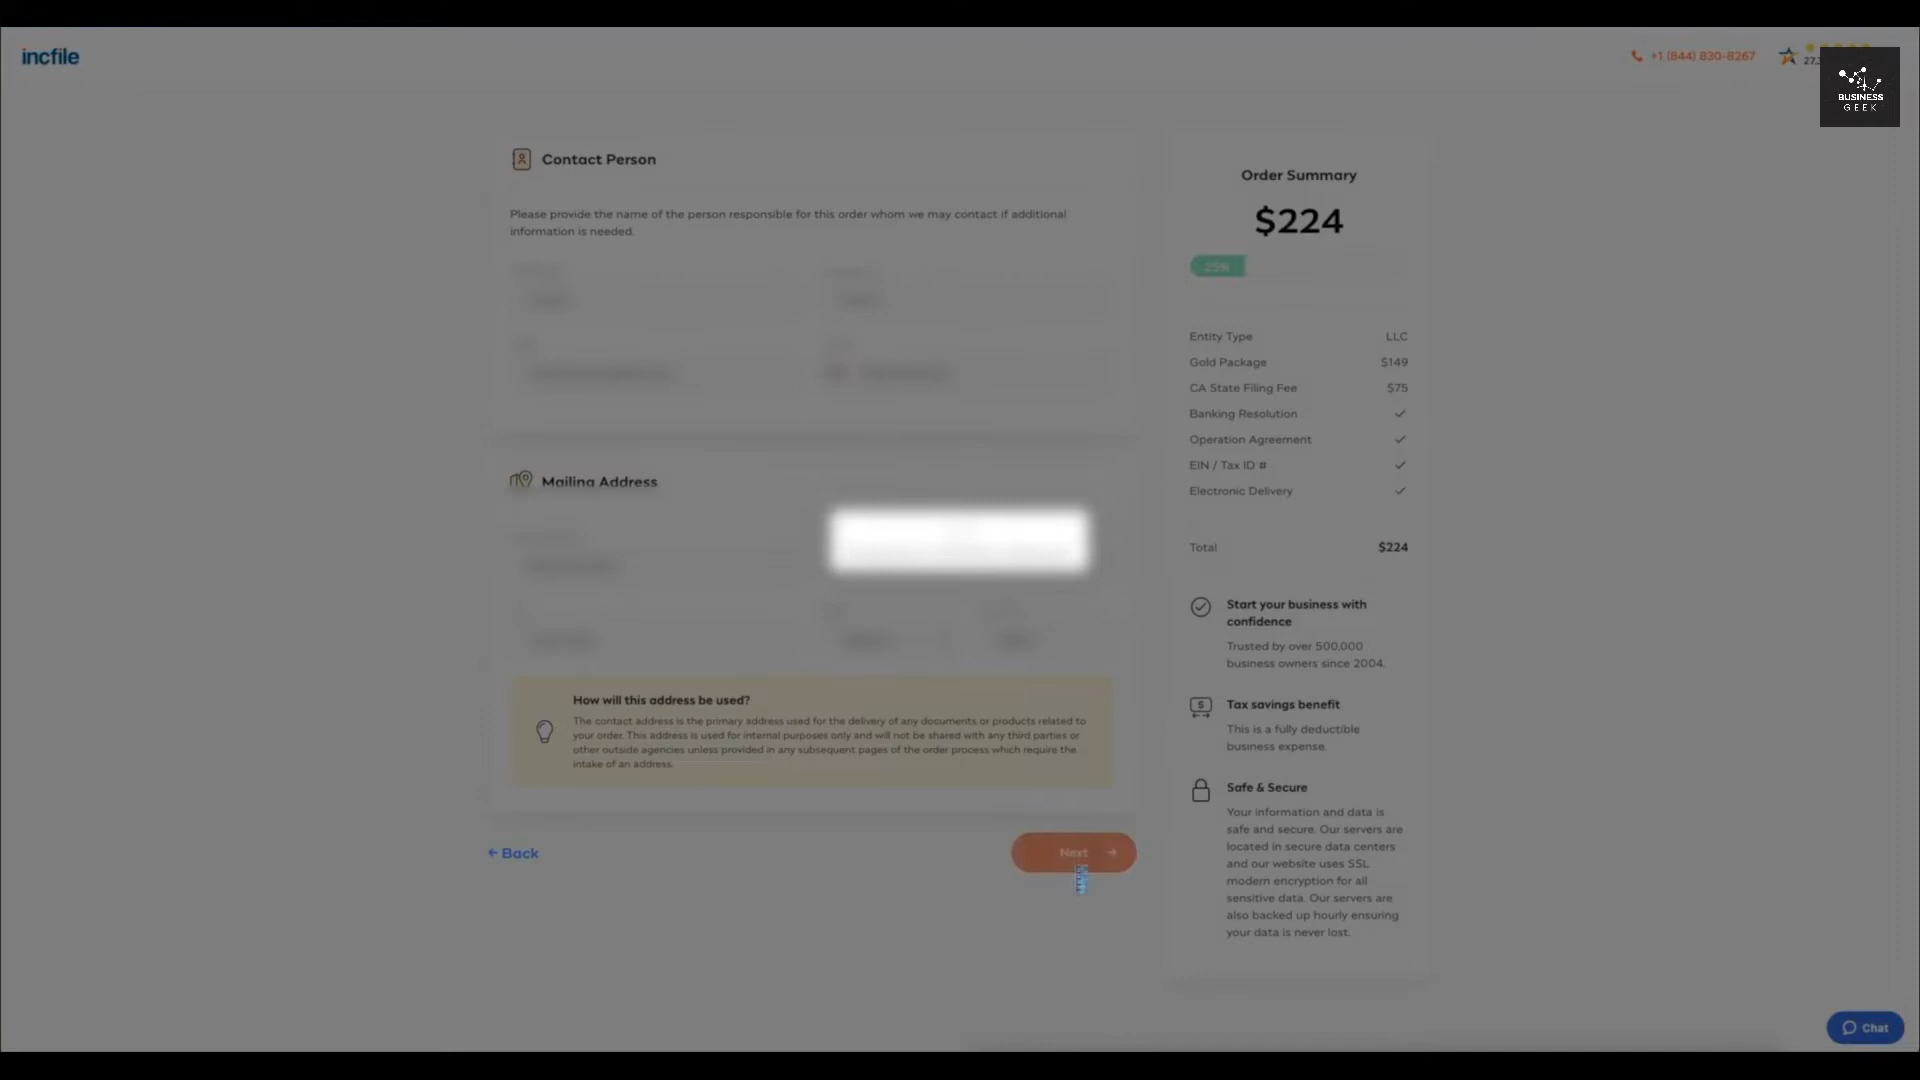 incfile
+1 (844) 830-8267
BUSINESS
GEEK
Contact Person
Please provide the name of the person responsible for this order whom we may contact if additional
information is needed.
Mailing Address
How will this address be used?
The contact address is the primary address used for the delivery of any documents or products related to
your order. This address is used for internal purposes only and will not be shared with any third parties or
other outside agencies unless provided in any subsequent pages of the order process which require the
intake of an address.
← Back
Next →
Order Summary
$224
25%
Entity Type LLC
Gold Package $149
CA State Filing Fee $75
Banking Resolution ✓
Operation Agreement ✓
EIN / Tax ID # ✓
Electronic Delivery ✓
Total $224
Start your business with
confidence
Trusted by over 500,000
business owners since 2004.
Tax savings benefit
This is a fully deductible
business expense.
Safe & Secure
Your information and data is
safe and secure. Our servers are
located in secure data centers
and our website uses SSL
modern encryption for all
sensitive data. Our servers are
also backed up hourly ensuring
your data is never lost.
Chat